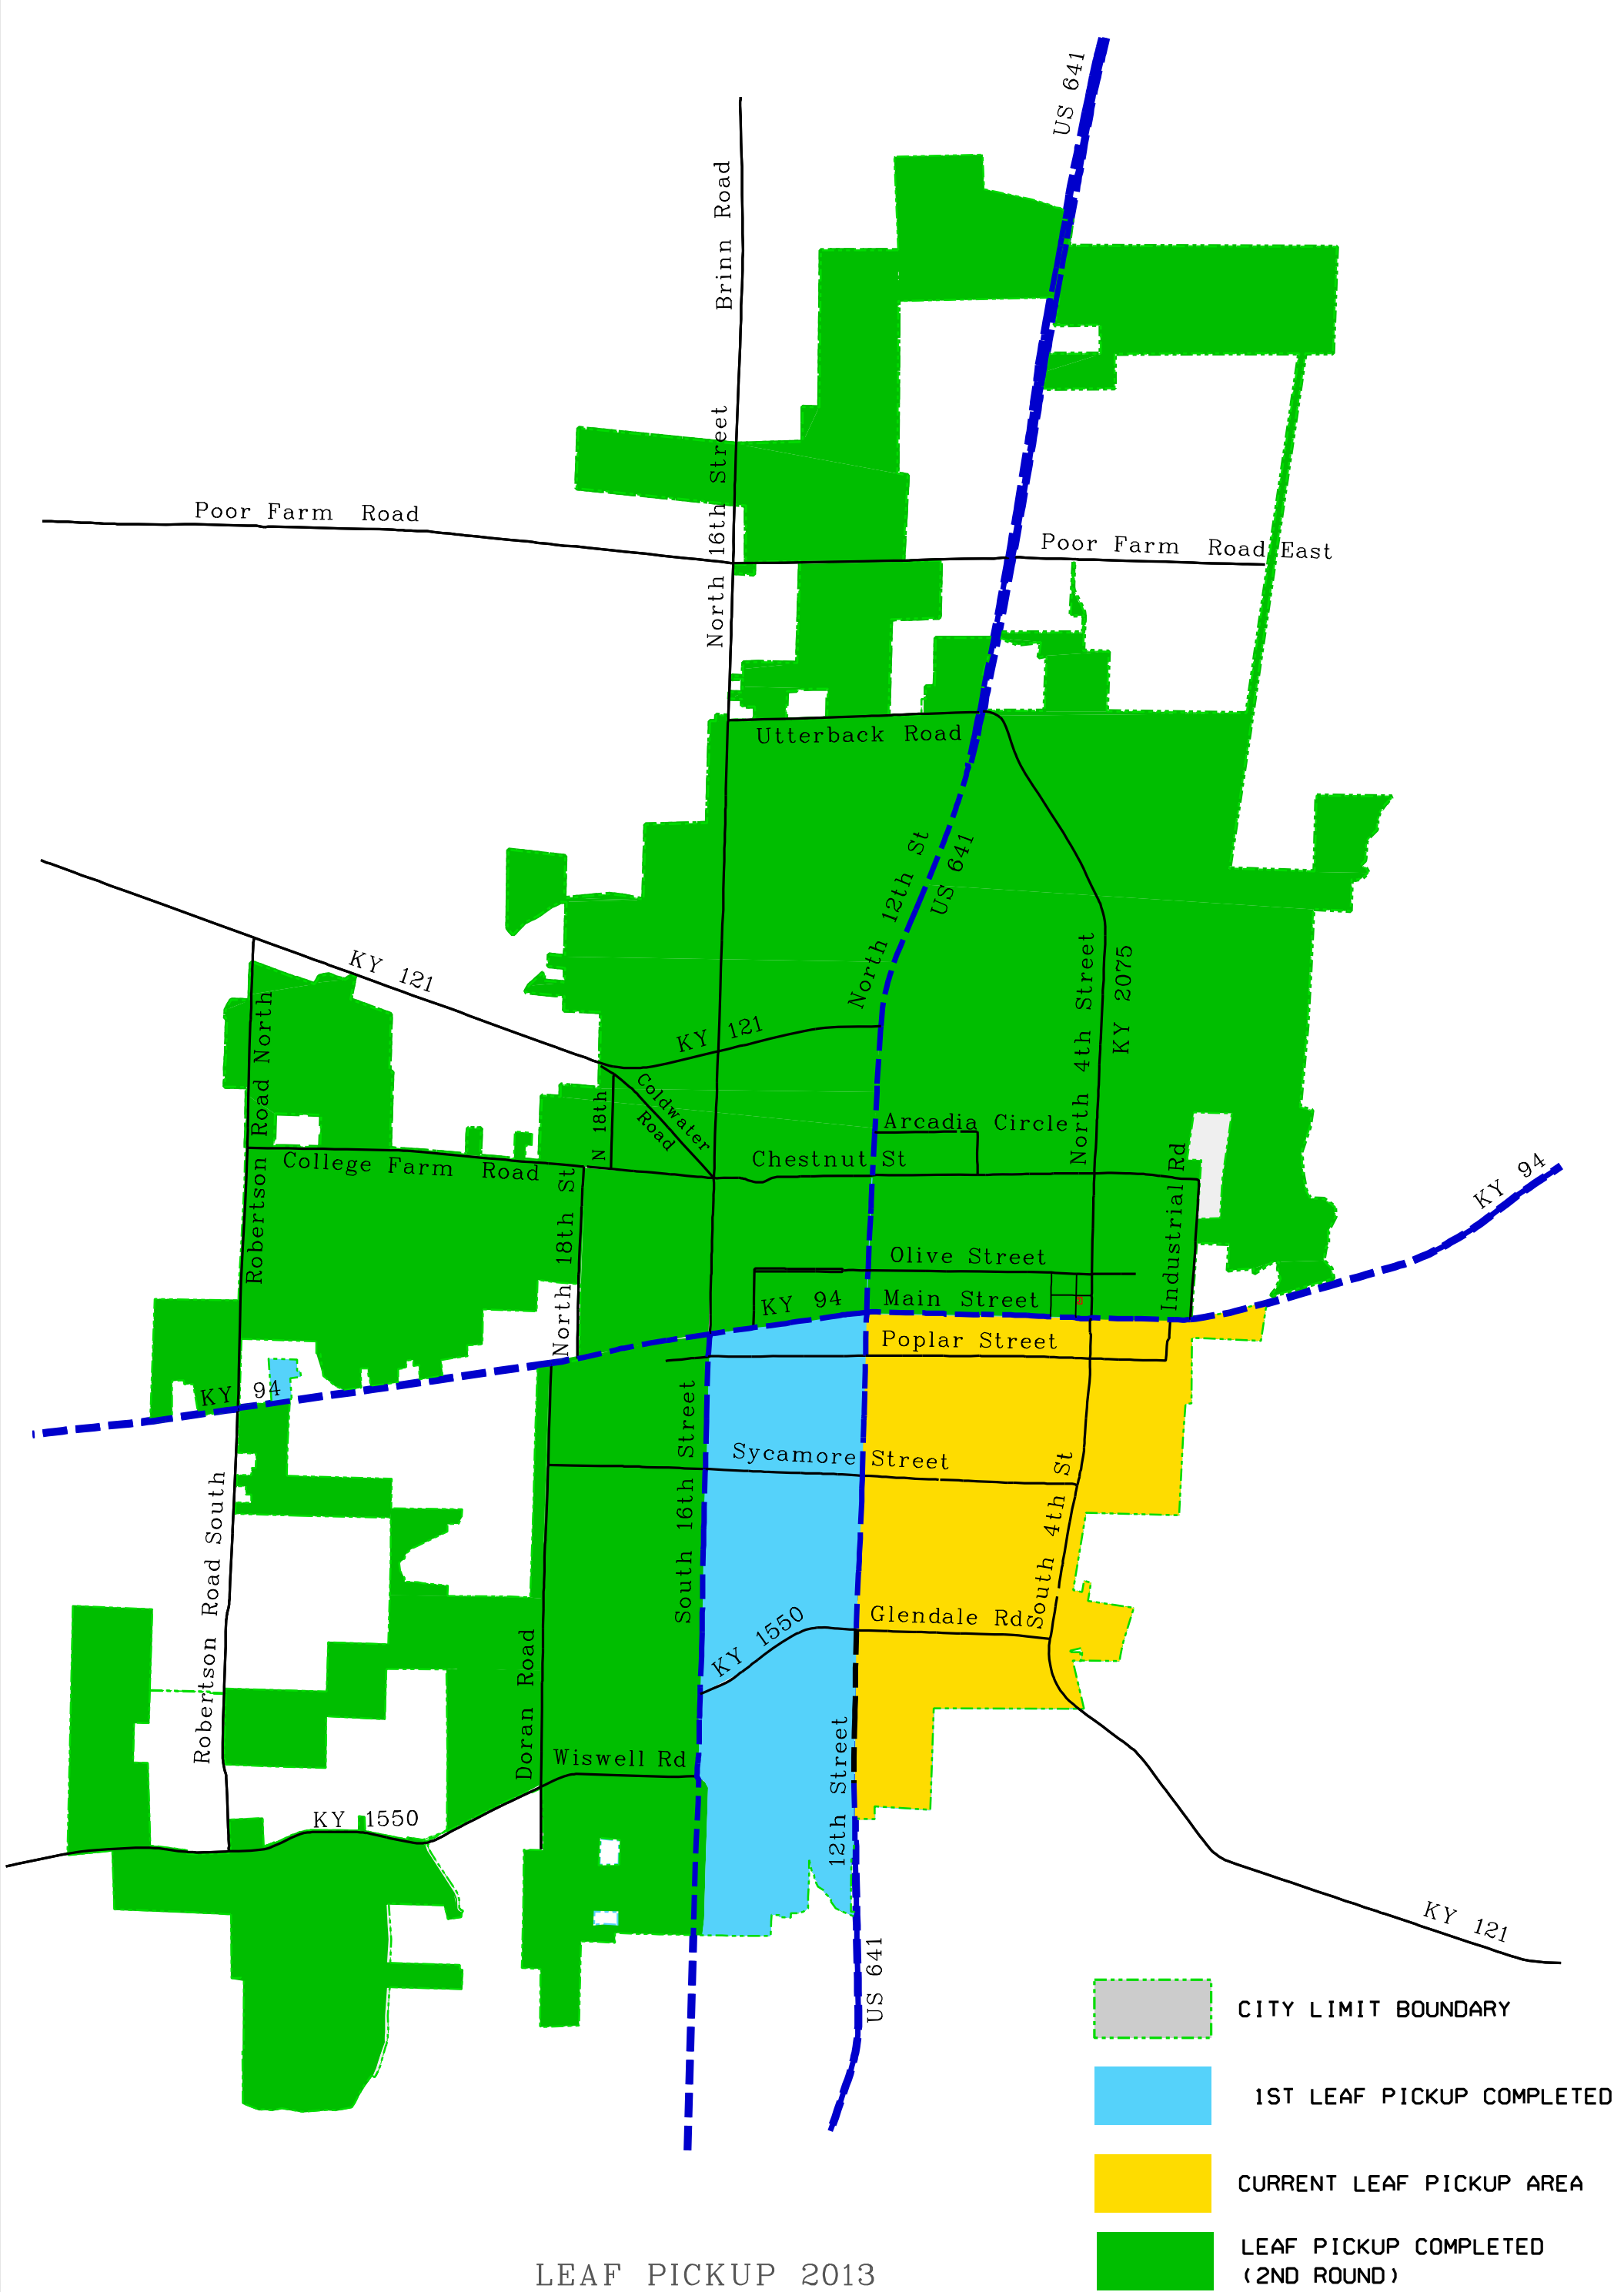 US 641
Brinn Road
North 16th Street
Poor Farm Road
Poor Farm Road East
Utterback Road
North 12th St
US 641
KY 121
KY 121
North 4th Street
KY 2075
Robertson Road North
N 18th
Coldwater
Road
Arcadia Circle
College Farm Road
Chestnut St
North 18th St
Industrial Rd
KY 94
Olive Street
KY 94
Main Street
Poplar Street
KY 94
South 16th Street
Sycamore Street
South 4th St
Robertson Road South
Doran Road
KY 1550
Glendale Rd
Wiswell Rd
12th Street
KY 1550
US 641
KY 121
CITY LIMIT BOUNDARY
1ST LEAF PICKUP COMPLETED
CURRENT LEAF PICKUP AREA
LEAF PICKUP COMPLETED
(2ND ROUND)
LEAF PICKUP 2013